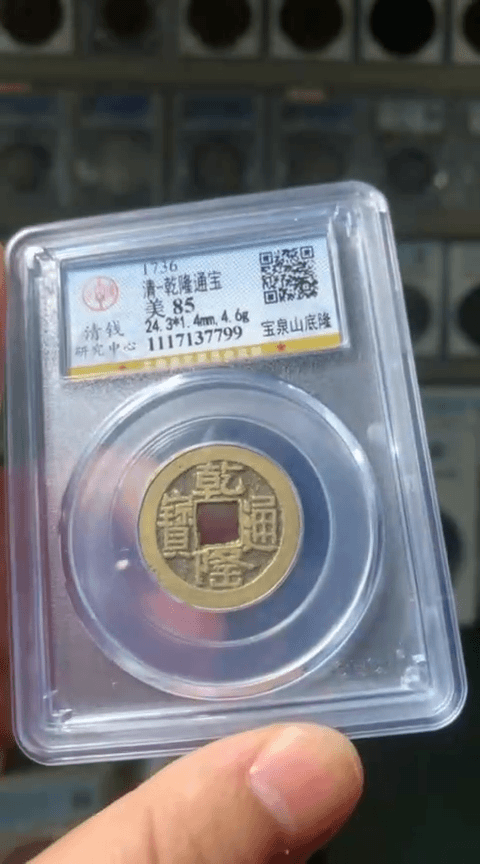 1736
清-乾隆通宝
美 85
24.3*1.4mm,4.6g
1117137799
宝泉山底隆
清钱
研究中心
乾隆通寳